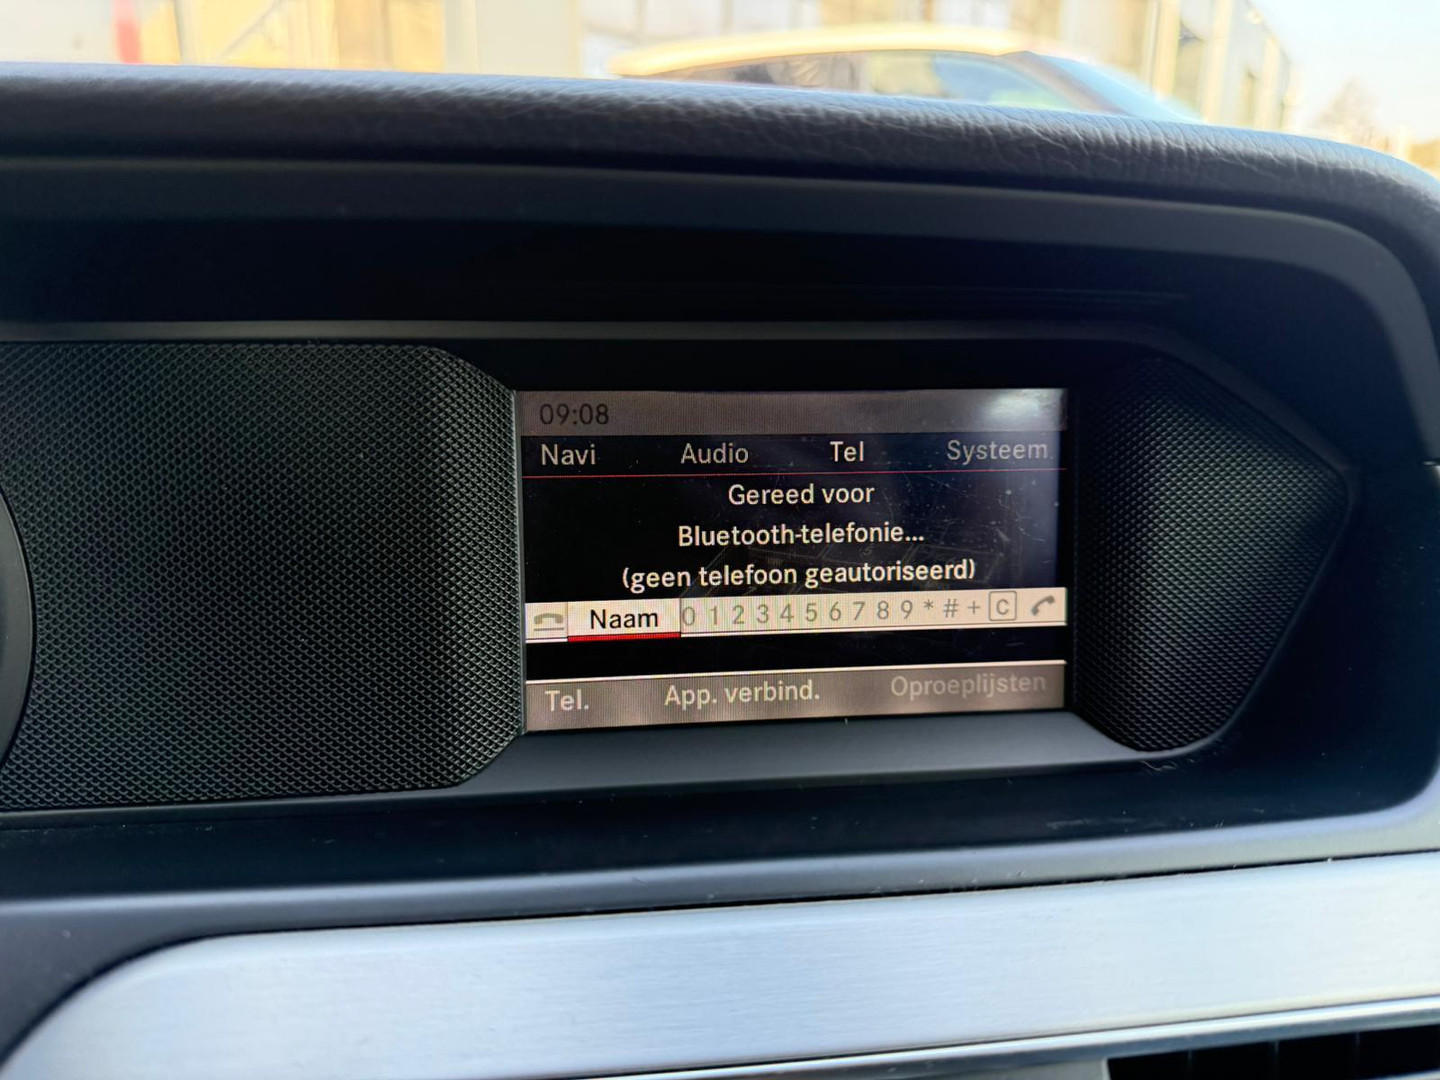 09:08
Navi Audio Tel Systeem
Gereed voor
Bluetooth-telefonie...
(geen telefoon geautoriseerd)
Naam 0 1 2 3 4 5 6 7 8 9 * # + C
Tel. App. verbind. Oproeplijsten